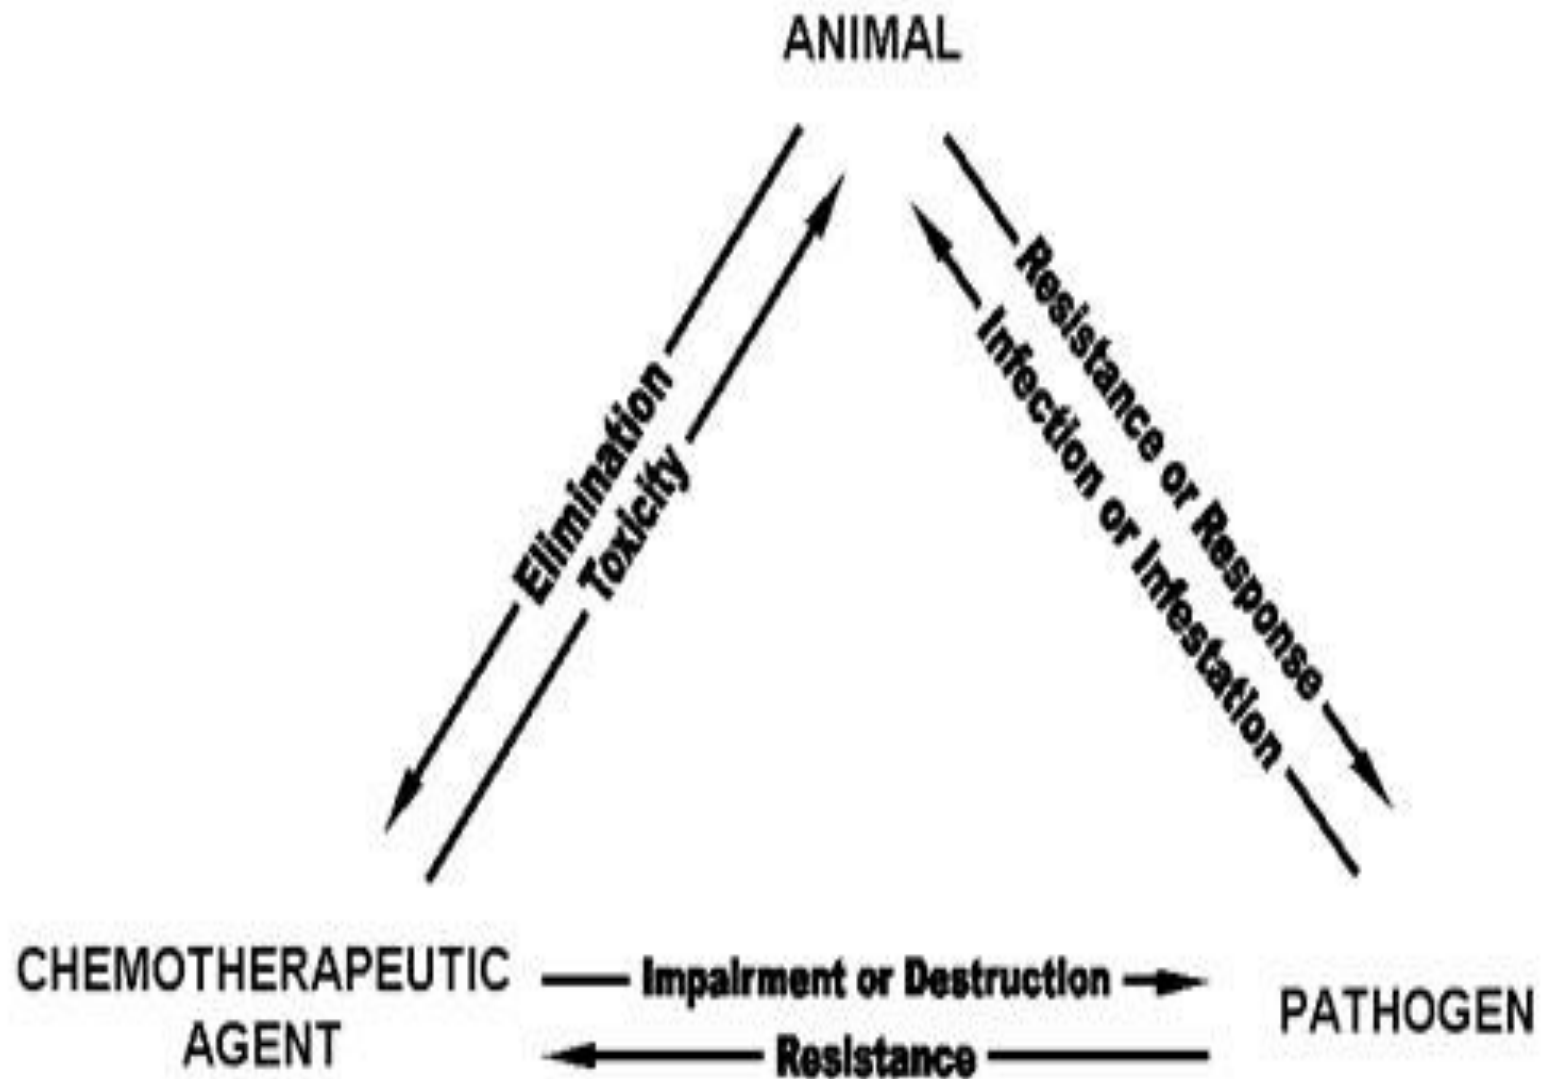 ANIMAL
Elimination
Toxicity
Resistance or Response
Infection or Infestation
CHEMOTHERAPEUTIC
AGENT
Impairment or Destruction
Resistance
PATHOGEN